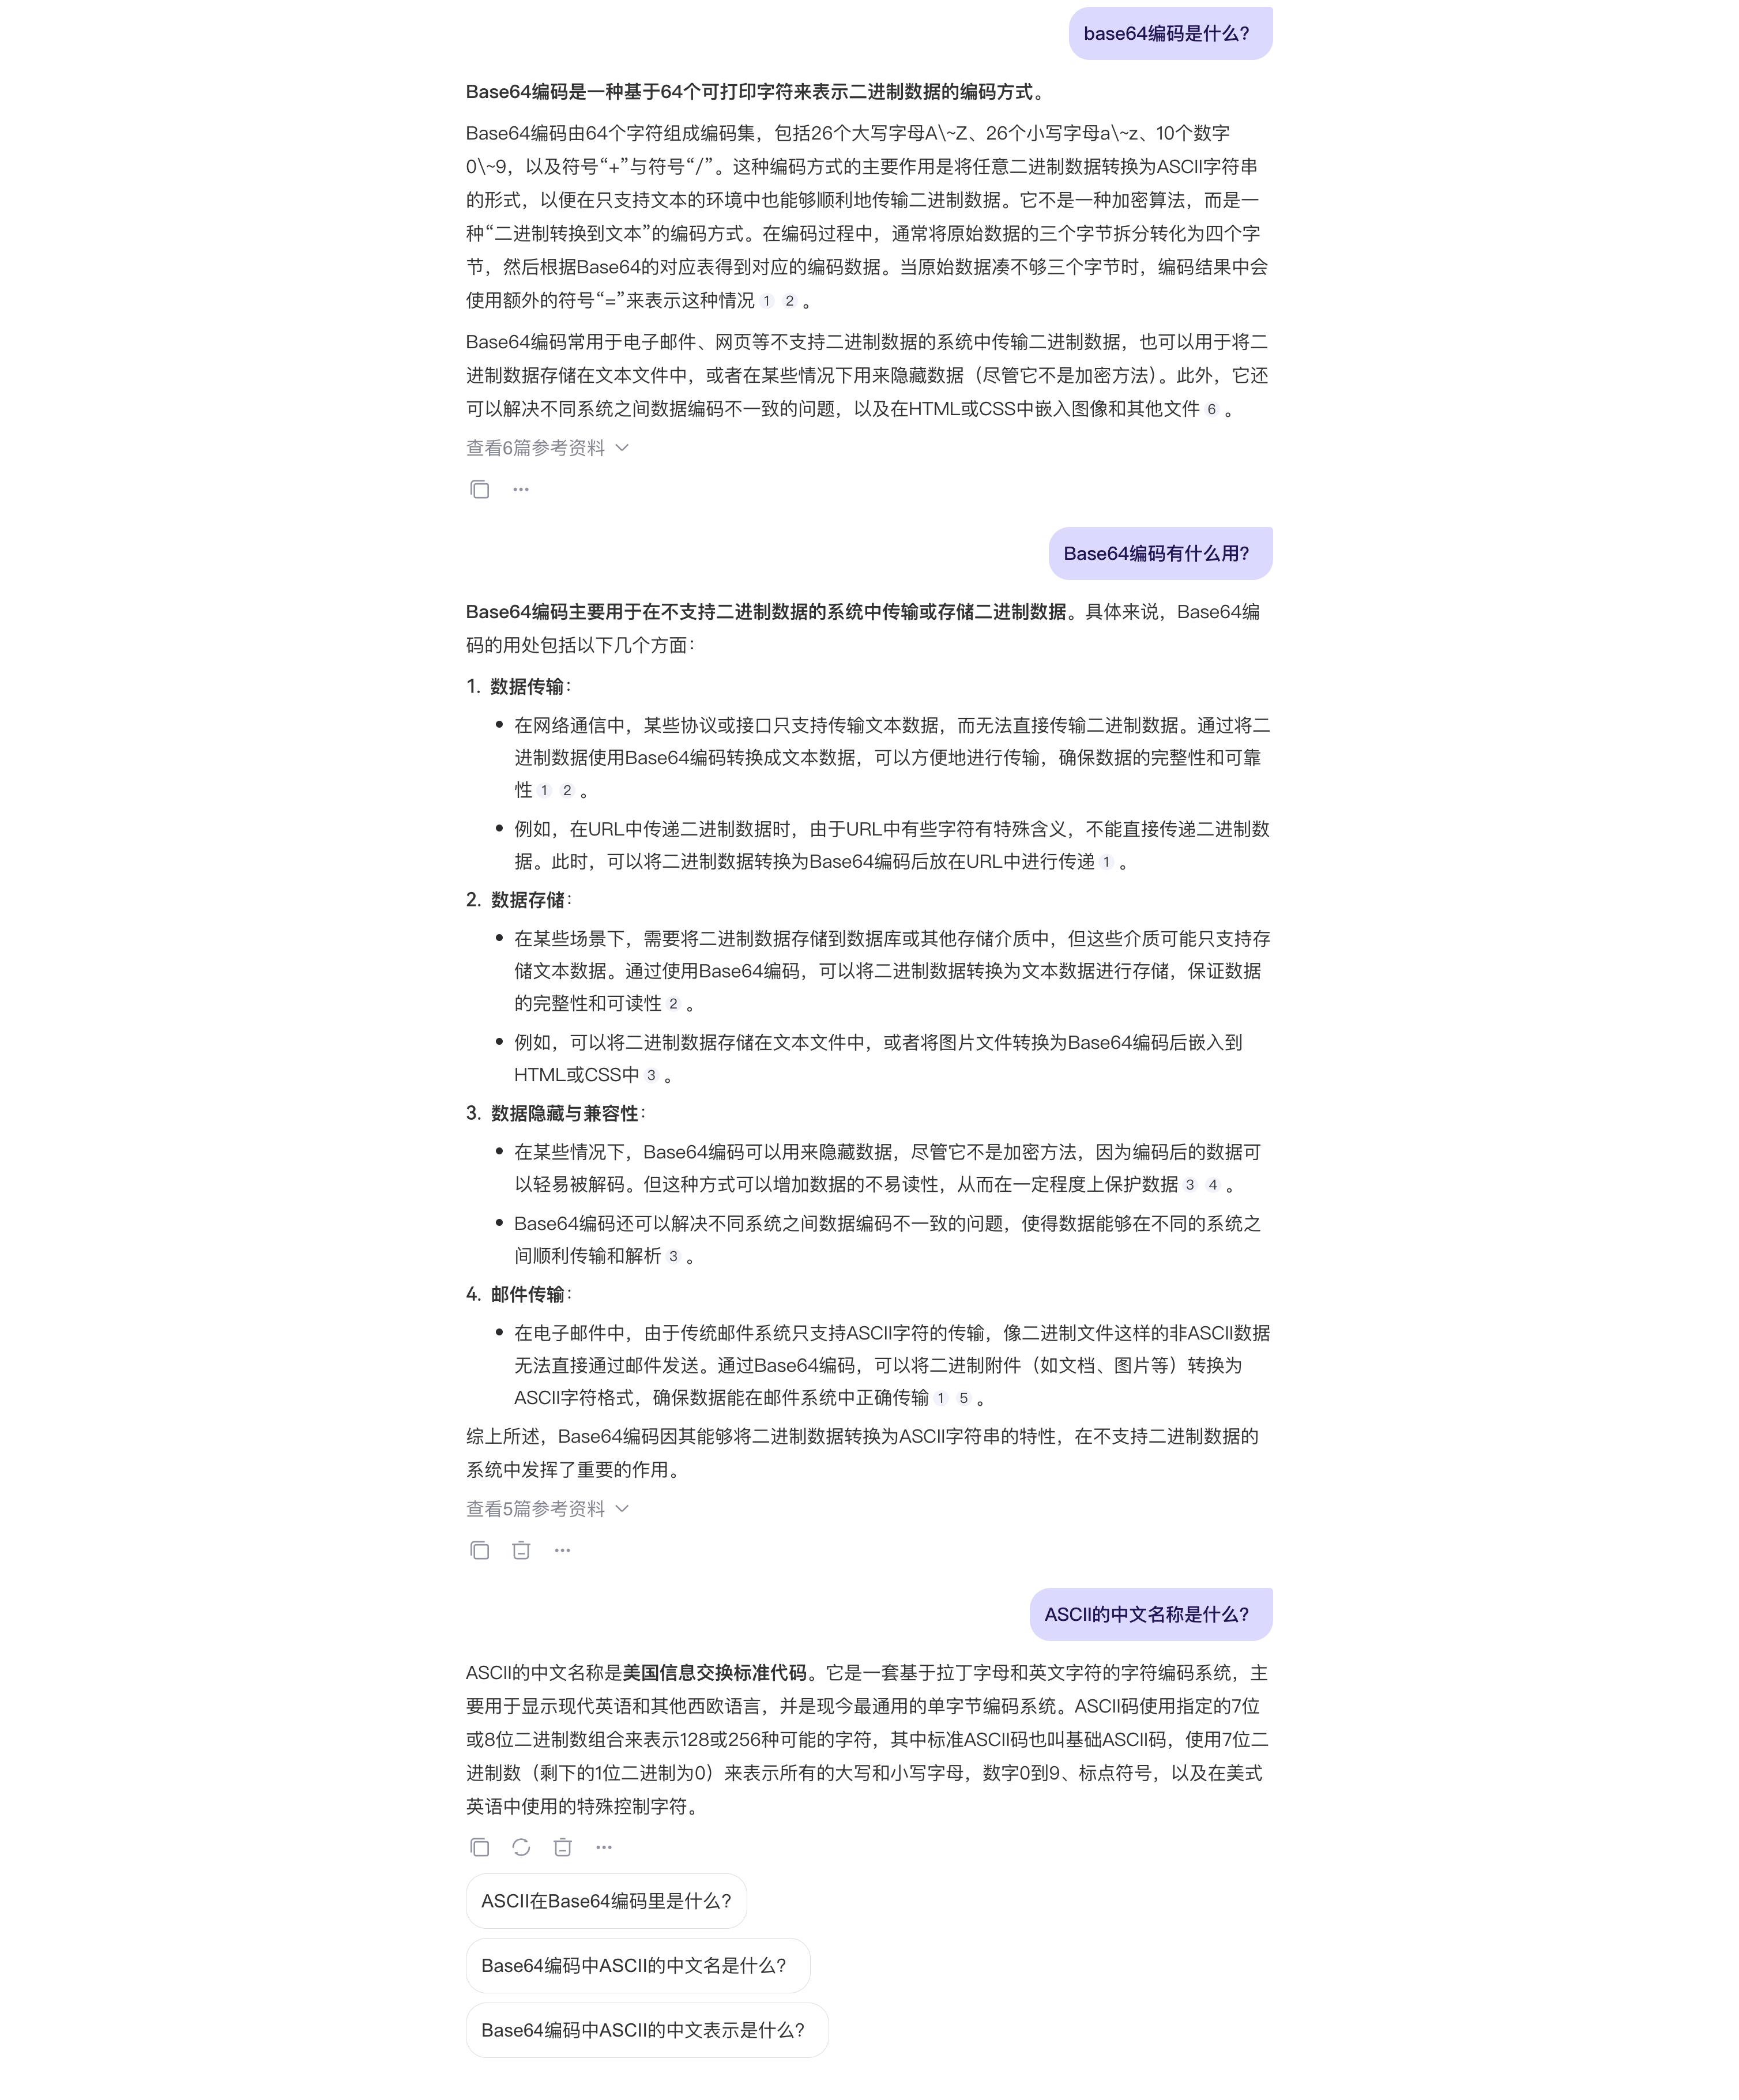 base64编码是什么？
Base64编码是一种基于64个可打印字符来表示二进制数据的编码方式。
Base64编码由64个字符组成编码集，包括26个大写字母A\~Z、26个小写字母a\~z、10个数字
0\~9，以及符号“+”与符号“/”。这种编码方式的主要作用是将任意二进制数据转换为ASCII字符串
的形式，以便在只支持文本的环境中也能够顺利地传输二进制数据。它不是一种加密算法，而是一
种“二进制转换到文本”的编码方式。在编码过程中，通常将原始数据的三个字节拆分转化为四个字
节，然后根据Base64的对应表得到对应的编码数据。当原始数据凑不够三个字节时，编码结果中会
使用额外的符号“=”来表示这种情况 1 2 。
Base64编码常用于电子邮件、网页等不支持二进制数据的系统中传输二进制数据，也可以用于将二
进制数据存储在文本文件中，或者在某些情况下用来隐藏数据（尽管它不是加密方法）。此外，它还
可以解决不同系统之间数据编码不一致的问题，以及在HTML或CSS中嵌入图像和其他文件 6 。
查看6篇参考资料
Base64编码有什么用？
Base64编码主要用于在不支持二进制数据的系统中传输或存储二进制数据。具体来说，Base64编
码的用处包括以下几个方面：
1. 数据传输：
• 在网络通信中，某些协议或接口只支持传输文本数据，而无法直接传输二进制数据。通过将二
进制数据使用Base64编码转换成文本数据，可以方便地进行传输，确保数据的完整性和可靠
性 1 2 。
• 例如，在URL中传递二进制数据时，由于URL中有些字符有特殊含义，不能直接传递二进制数
据。此时，可以将二进制数据转换为Base64编码后放在URL中进行传递 1 。
2. 数据存储：
• 在某些场景下，需要将二进制数据存储到数据库或其他存储介质中，但这些介质可能只支持存
储文本数据。通过使用Base64编码，可以将二进制数据转换为文本数据进行存储，保证数据
的完整性和可读性 2 。
• 例如，可以将二进制数据存储在文本文件中，或者将图片文件转换为Base64编码后嵌入到
HTML或CSS中 3 。
3. 数据隐藏与兼容性：
• 在某些情况下，Base64编码可以用来隐藏数据，尽管它不是加密方法，因为编码后的数据可
以轻易被解码。但这种方式可以增加数据的不易读性，从而在一定程度上保护数据 3 4 。
• Base64编码还可以解决不同系统之间数据编码不一致的问题，使得数据能够在不同的系统之
间顺利传输和解析 3 。
4. 邮件传输：
• 在电子邮件中，由于传统邮件系统只支持ASCII字符的传输，像二进制文件这样的非ASCII数据
无法直接通过邮件发送。通过Base64编码，可以将二进制附件（如文档、图片等）转换为
ASCII字符格式，确保数据能在邮件系统中正确传输 1 5 。
综上所述，Base64编码因其能够将二进制数据转换为ASCII字符串的特性，在不支持二进制数据的
系统中发挥了重要的作用。
查看5篇参考资料
ASCII的中文名称是什么？
ASCII的中文名称是美国信息交换标准代码。它是一套基于拉丁字母和英文字符的字符编码系统，主
要用于显示现代英语和其他西欧语言，并是现今最通用的单字节编码系统。ASCII码使用指定的7位
或8位二进制数组合来表示128或256种可能的字符，其中标准ASCII码也叫基础ASCII码，使用7位二
进制数（剩下的1位二进制为0）来表示所有的大写和小写字母，数字0到9、标点符号，以及在美式
英语中使用的特殊控制字符。
ASCII在Base64编码里是什么？
Base64编码中ASCII的中文名是什么？
Base64编码中ASCII的中文表示是什么？